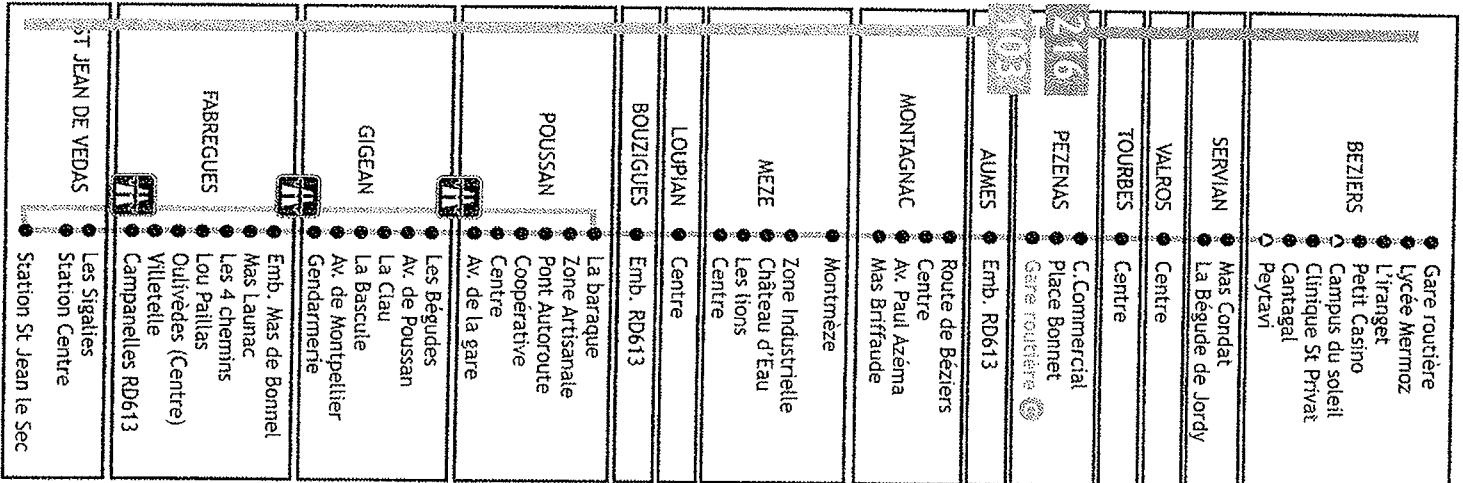 BEZIERS
Gare routière
Lycée Mermoz
L'iranget
Petit Casino
Campus du soleil
Clinique St Privat
Cantagal
Peytavi
SERVIAN
Mas Condat
La Bégude de Jordy
VALROS
Centre
TOURBES
Centre
216
103
PEZENAS
C.Commercial
Place Bonnet
Gare routière
AUMES
Emb. RD613
MONTAGNAC
Route de Béziers
Centre
Av. Paul Azéma
Mas Briffaude
MEZE
Montmèze
Zone Industrielle
Château d'Eau
Les lions
Centre
LOUPIAN
Centre
BOUZIGUES
Emb. RD613
POUSSAN
La baraque
Zone Artisanale
Pont Autoroute
Coopérative
Centre
Av. de la gare
GIGEAN
Les Bégudes
Av. de Poussan
La Clau
La Bascule
Av. de Montpellier
Gendarmerie
FABREGUES
Emb. Mas de Bonnel
Mas Launac
Les 4 chemins
Lou Paillas
Oulivèdes (Centre)
Villetelle
Campanelles RD613
ST JEAN DE VEDAS
Les Sigalies
Station Centre
Station St Jean le Sec